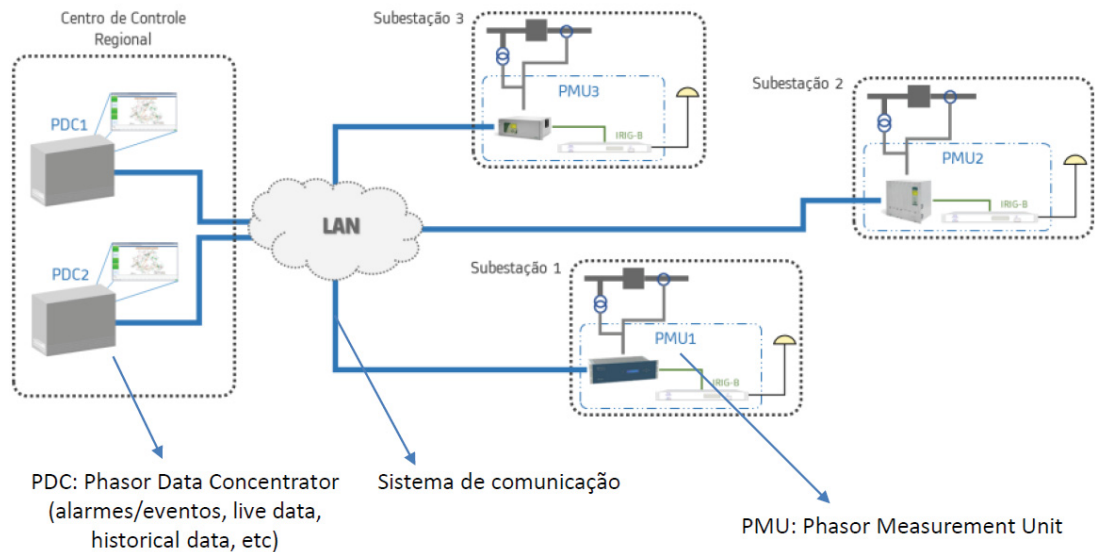 Centro de Controle
Regional
PDC1
PDC2
LAN
Subestação 3
PMU3
IRIG-B
Subestação 2
PMU2
IRIG-B
Subestação 1
PMU1
IRIG-B
PDC: Phasor Data Concentrator
(alarmes/eventos, live data,
historical data, etc)
Sistema de comunicação
PMU: Phasor Measurement Unit